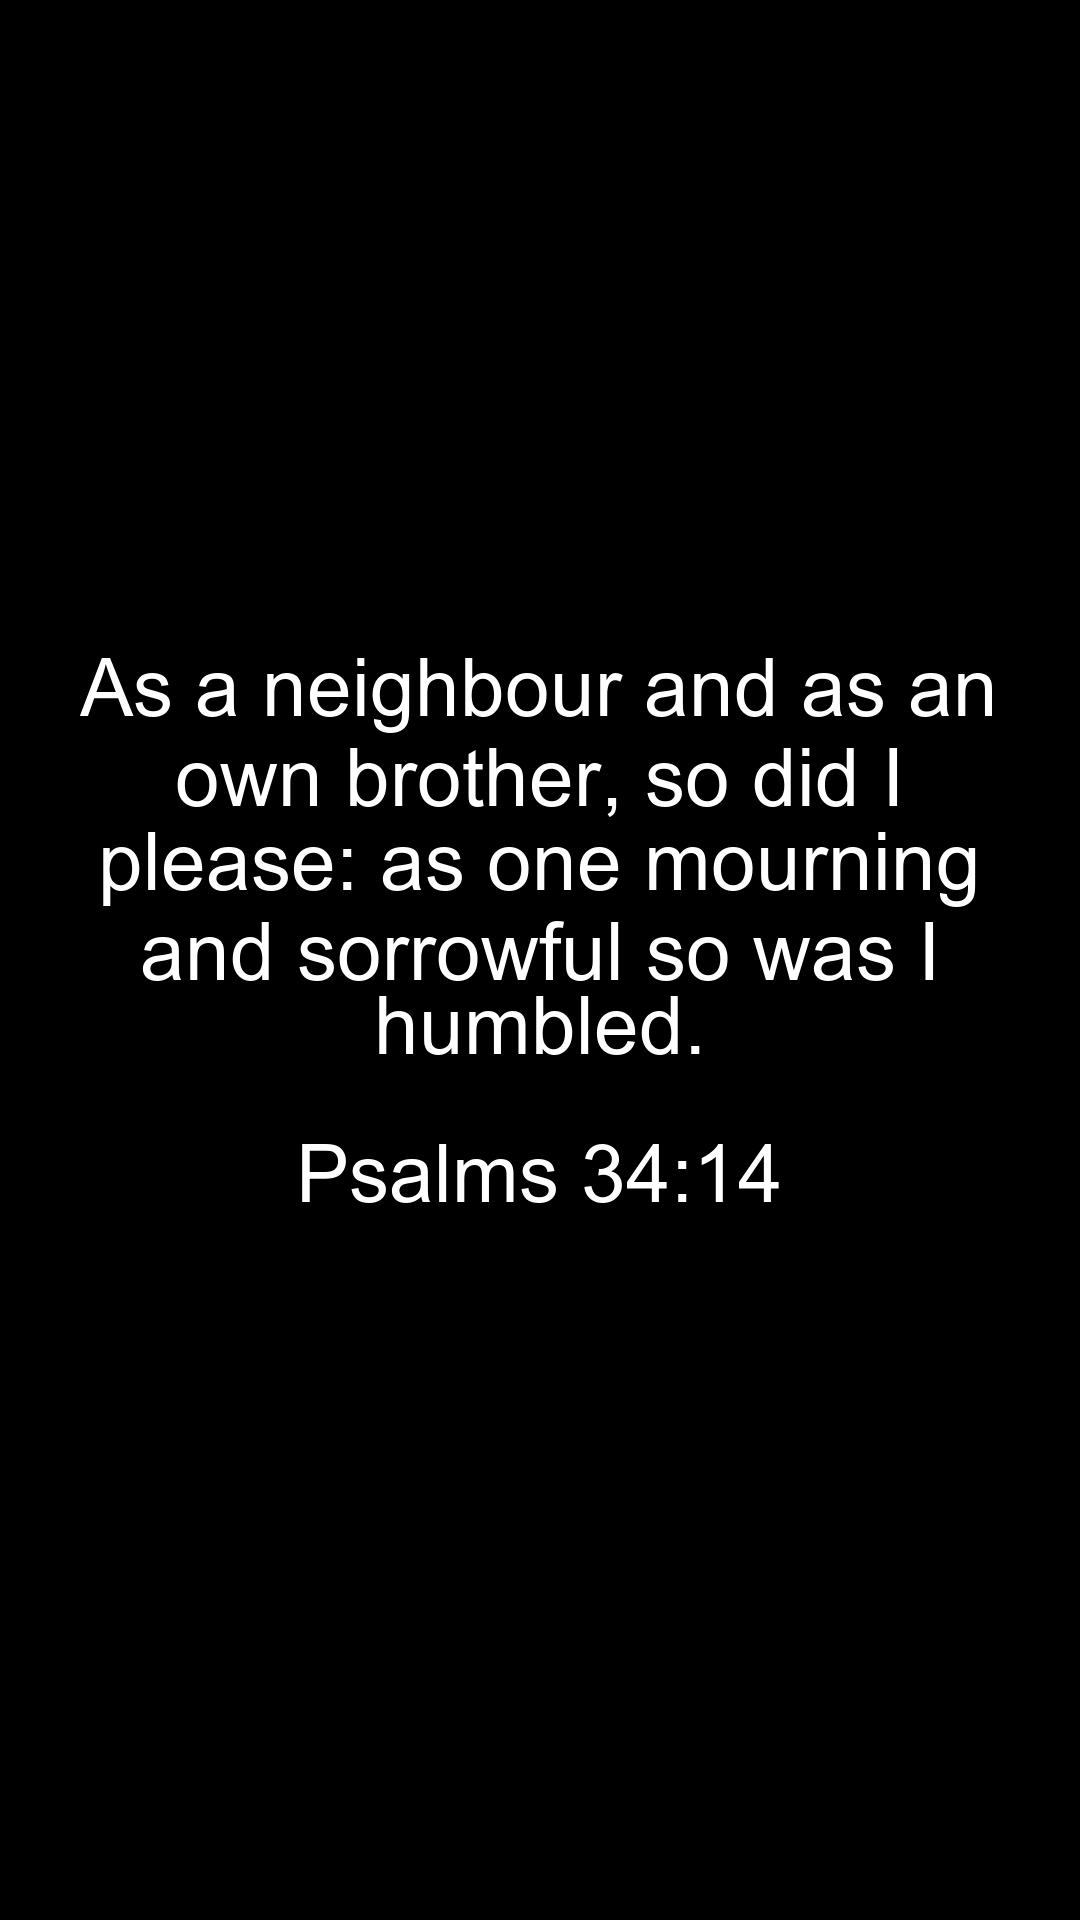 As a neighbour and as an
own brother, so did I
please: as one mourning
and sorrowful so was I
humbled.
Psalms 34:14